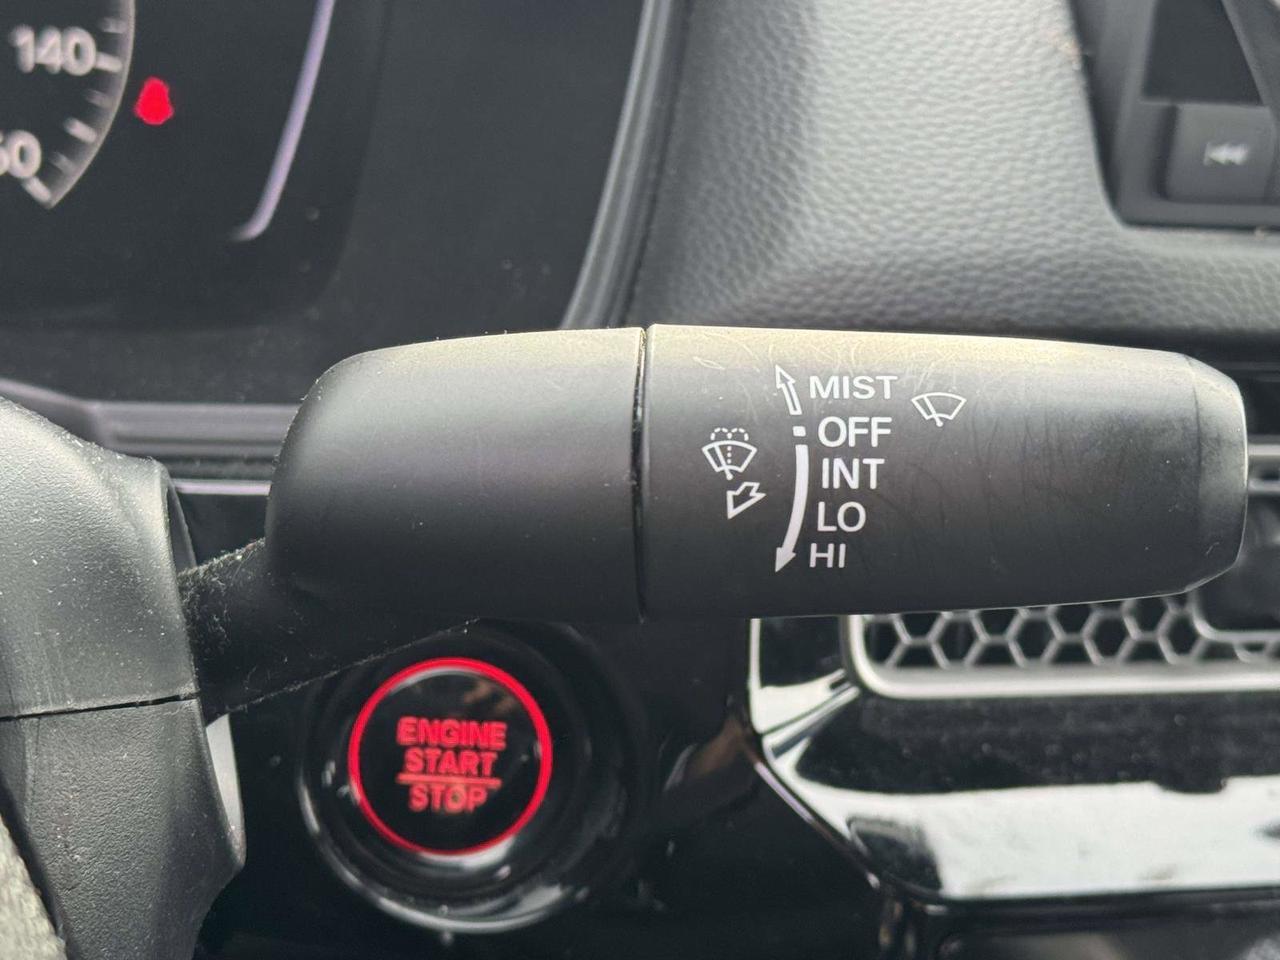 140
MIST
OFF
INT
LO
HI
ENGINE
START
STOP